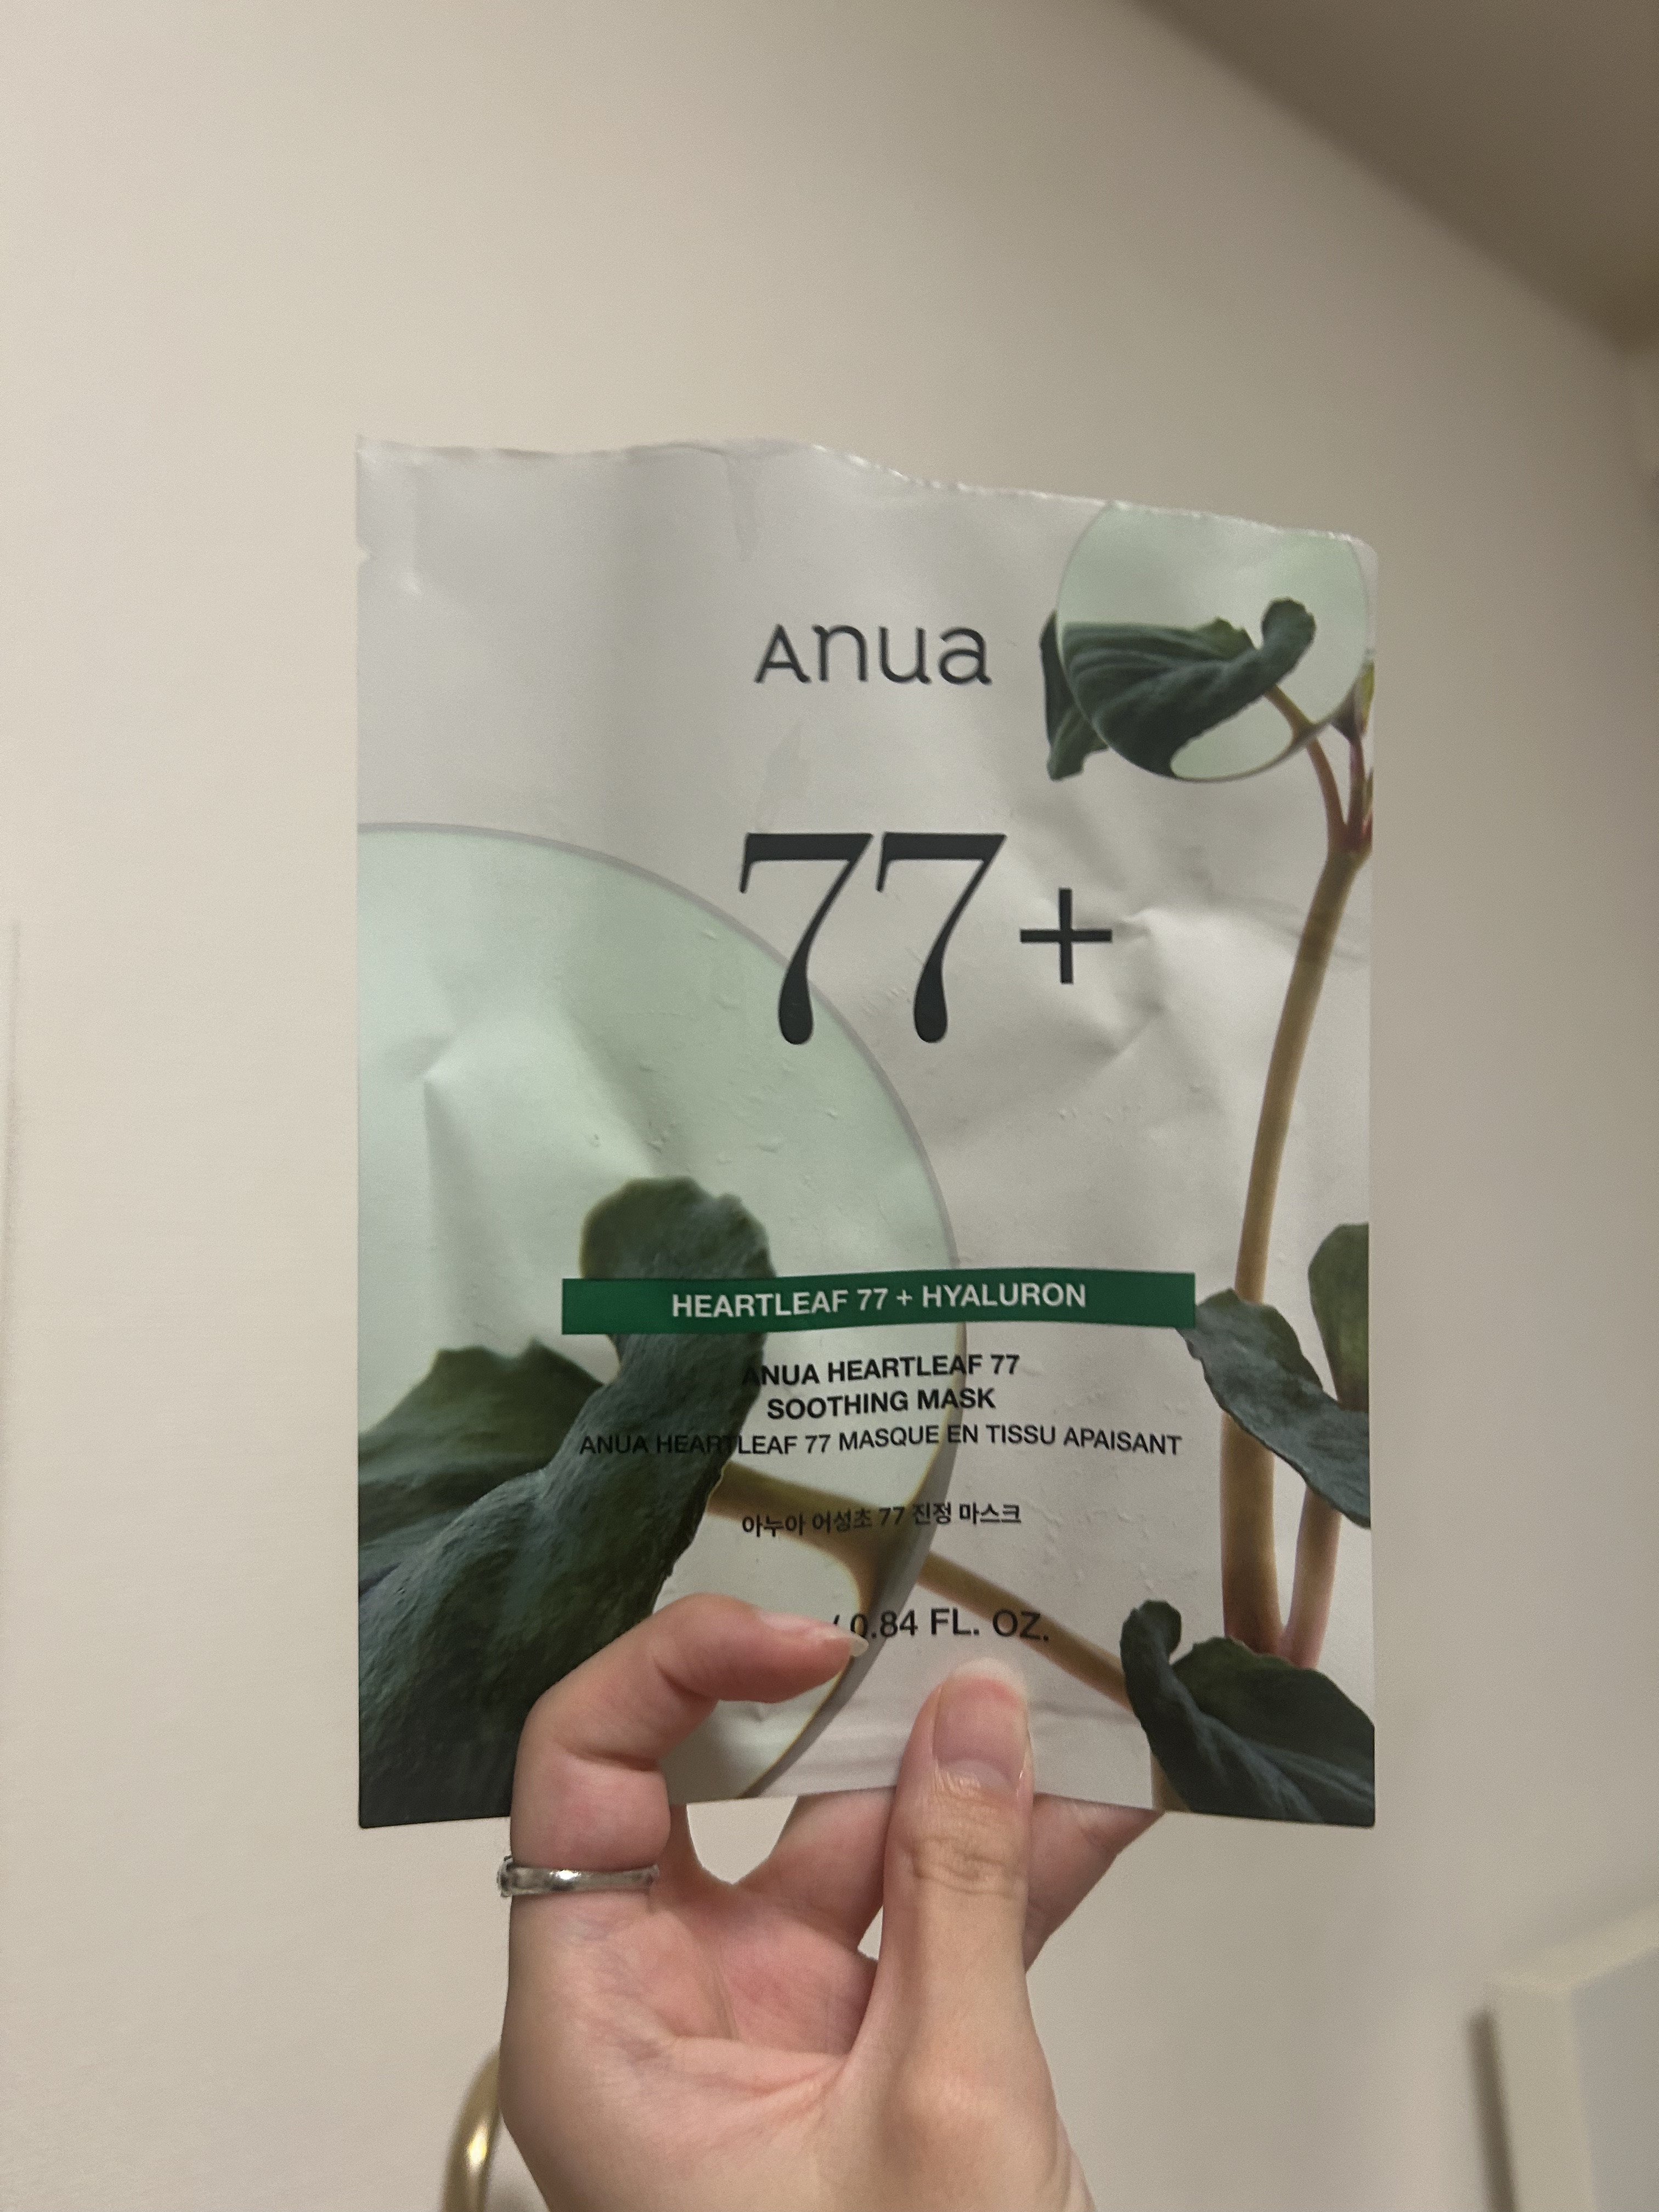 Anua
77+
HEARTLEAF 77 + HYALURON
ANUA HEARTLEAF 77
SOOTHING MASK
ANUA HEARTLEAF 77 MASQUE EN TISSU APAISANT
아누아 어성초 77 진정 마스크
/ 0.84 FL. OZ.